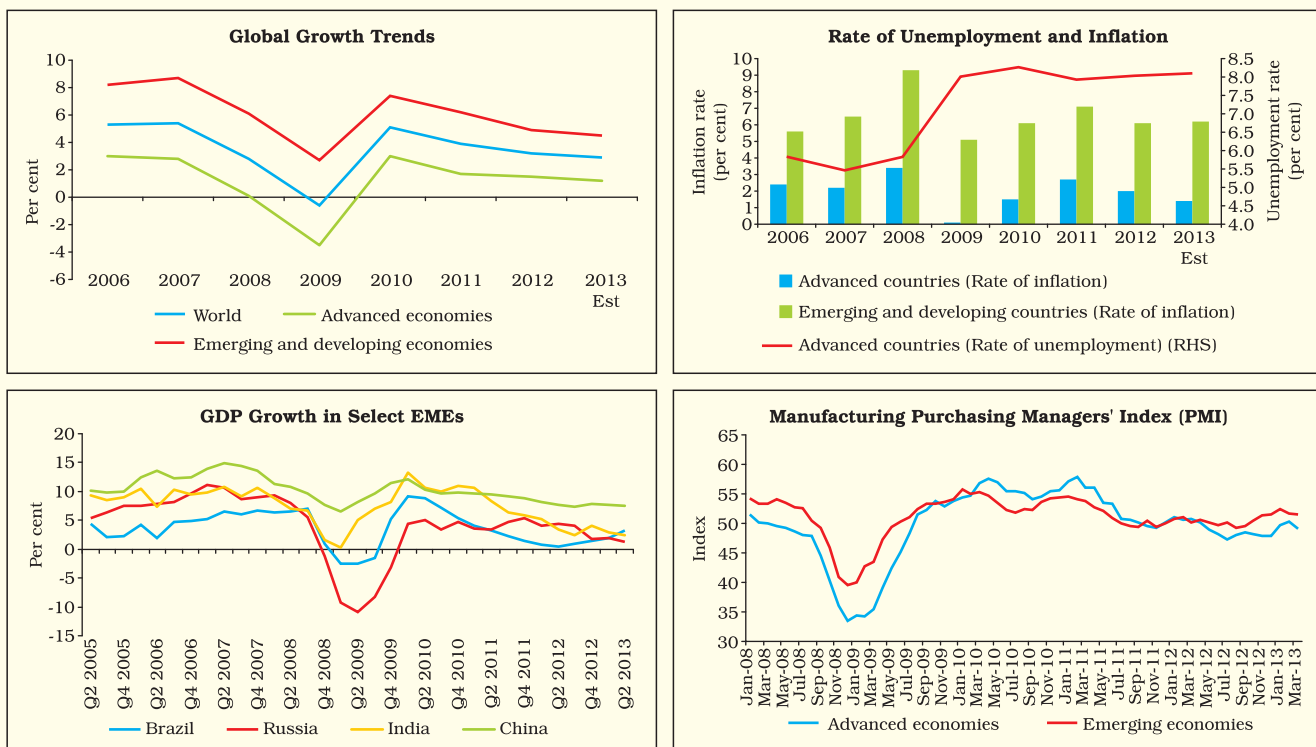 Global Growth Trends
Per cent
10
8
6
4
2
0
-2
-4
-6
2006 2007 2008 2009 2010 2011 2012 2013
Est
World Advanced economies
Emerging and developing economies
Rate of Unemployment and Inflation
Inflation rate
(per cent)
10
9
8
7
6
5
4
3
2
1
0
8.5
8.0
7.5
7.0
6.5
6.0
5.5
5.0
4.5
4.0
Unemployment rate
(per cent)
2006 2007 2008 2009 2010 2011 2012 2013
Est
Advanced countries (Rate of inflation)
Emerging and developing countries (Rate of inflation)
Advanced countries (Rate of unemployment) (RHS)
GDP Growth in Select EMEs
Per cent
20
15
10
5
0
-5
-10
-15
Q2 2005
Q4 2005
Q2 2006
Q4 2006
Q2 2007
Q4 2007
Q2 2008
Q4 2008
Q2 2009
Q4 2009
Q2 2010
Q4 2010
Q2 2011
Q4 2011
Q2 2012
Q4 2012
Q2 2013
Brazil Russia India China
Manufacturing Purchasing Managers' Index (PMI)
Index
65
60
55
50
45
40
35
30
Jan-08
Mar-08
May-08
Jul-08
Sep-08
Nov-08
Jan-09
Mar-09
May-09
Jul-09
Sep-09
Nov-09
Jan-10
Mar-10
May-10
Jul-10
Sep-10
Nov-10
Jan-11
Mar-11
May-11
Jul-11
Sep-11
Nov-11
Jan-12
Mar-12
May-12
Jul-12
Sep-12
Nov-12
Jan-13
Mar-13
Advanced economies Emerging economies